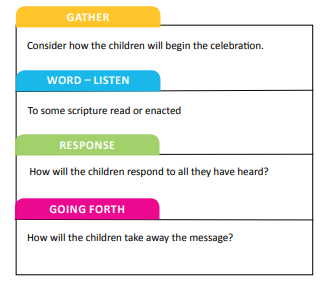 GATHER
Consider how the children will begin the celebration.
WORD – LISTEN
To some scripture read or enacted
RESPONSE
How will the children respond to all they have heard?
GOING FORTH
How will the children take away the message?